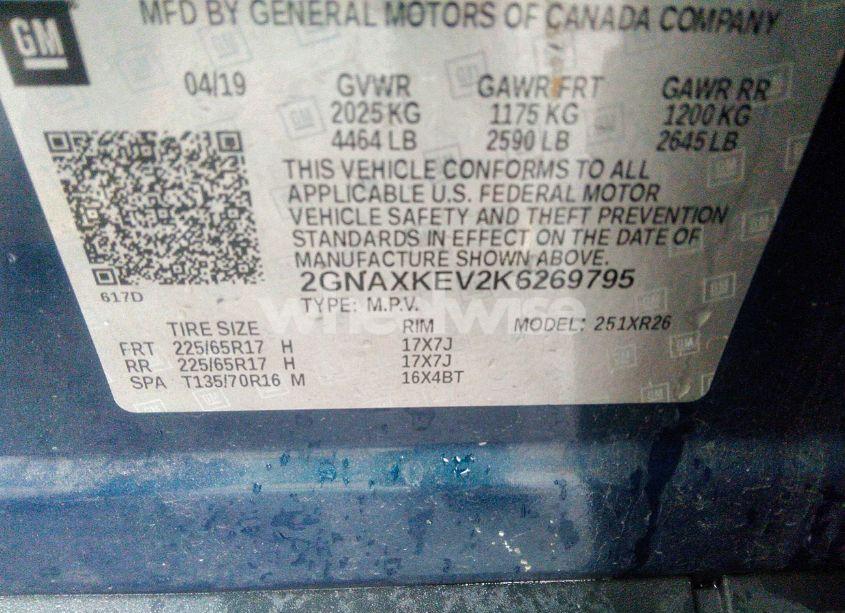 MFD BY GENERAL MOTORS OF CANADA COMPANY
GM
04/19 GVWR GAWR FRT GAWR RR
2025 KG 1175 KG 1200 KG
4464 LB 2590 LB 2645 LB
THIS VEHICLE CONFORMS TO ALL
APPLICABLE U.S. FEDERAL MOTOR
VEHICLE SAFETY AND THEFT PREVENTION
STANDARDS IN EFFECT ON THE DATE OF
MANUFACTURE SHOWN ABOVE.
617D
2GNAXKEV2K6269795
TYPE: M.P.V.
wheelwise
TIRE SIZE RIM MODEL: 251XR26
FRT 225/65R17 H 17X7J
RR 225/65R17 H 17X7J
SPA T135/70R16 M 16X4BT